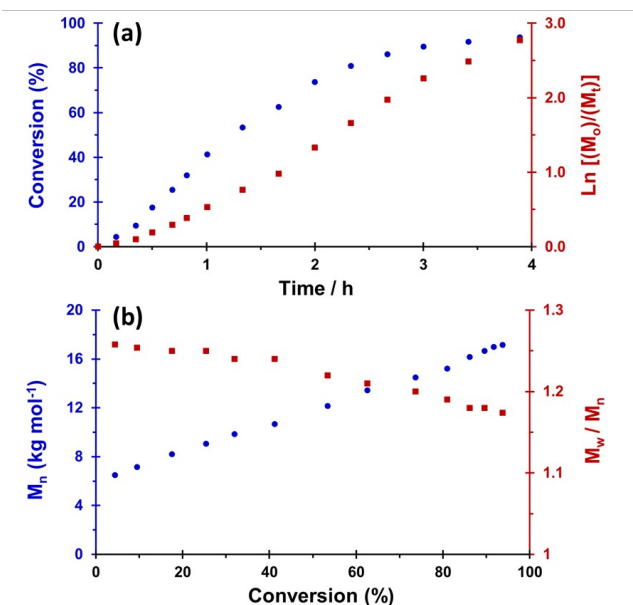 (a)
Conversion (%)
100
80
60
40
20
0
3.0
2.0
1.0
0.0
Ln [(Mo)/(Mt)]
0 1 2 3 4
Time / h
(b)
Mn (kg mol-1)
20
16
12
8
4
0
1.3
1.2
1.1
1
Mw / Mn
0 20 40 60 80 100
Conversion (%)